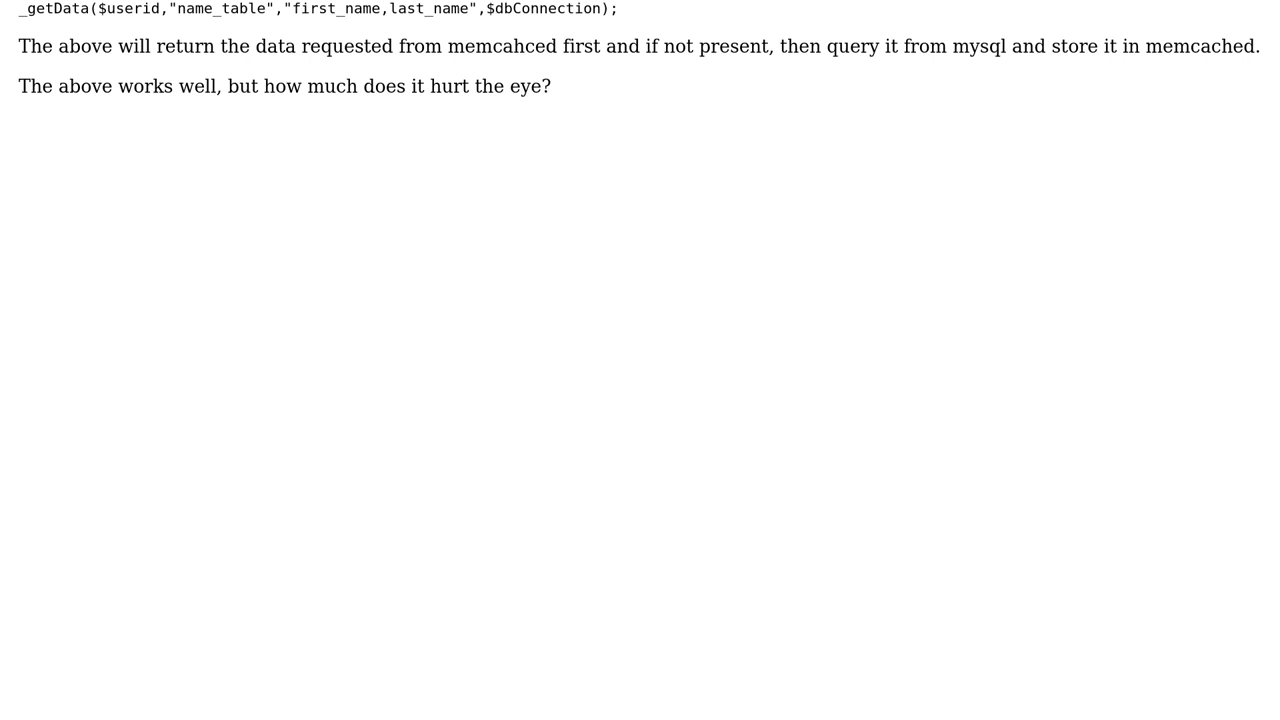 _getData($userid,"name_table","first_name,last_name",$dbConnection);
The above will return the data requested from memcahced first and if not present, then query it from mysql and store it in memcached.
The above works well, but how much does it hurt the eye?